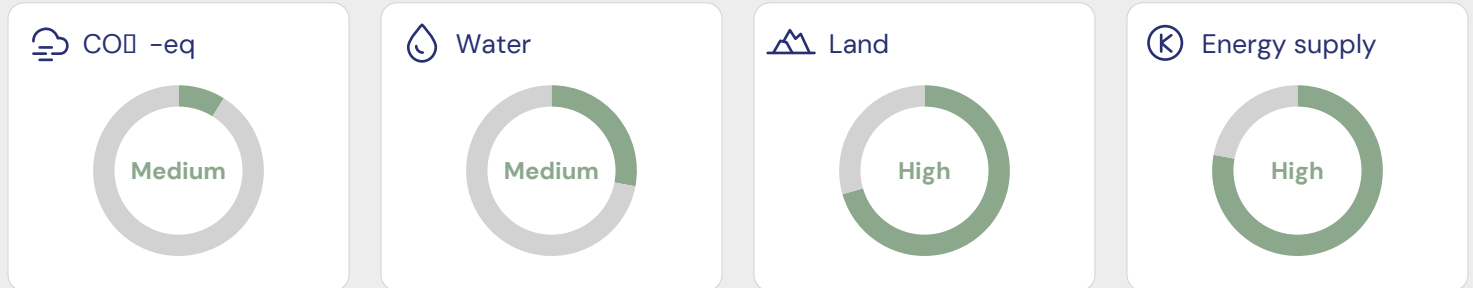 CO▯ -eq
Water
Land
Energy supply
Medium
Medium
High
High